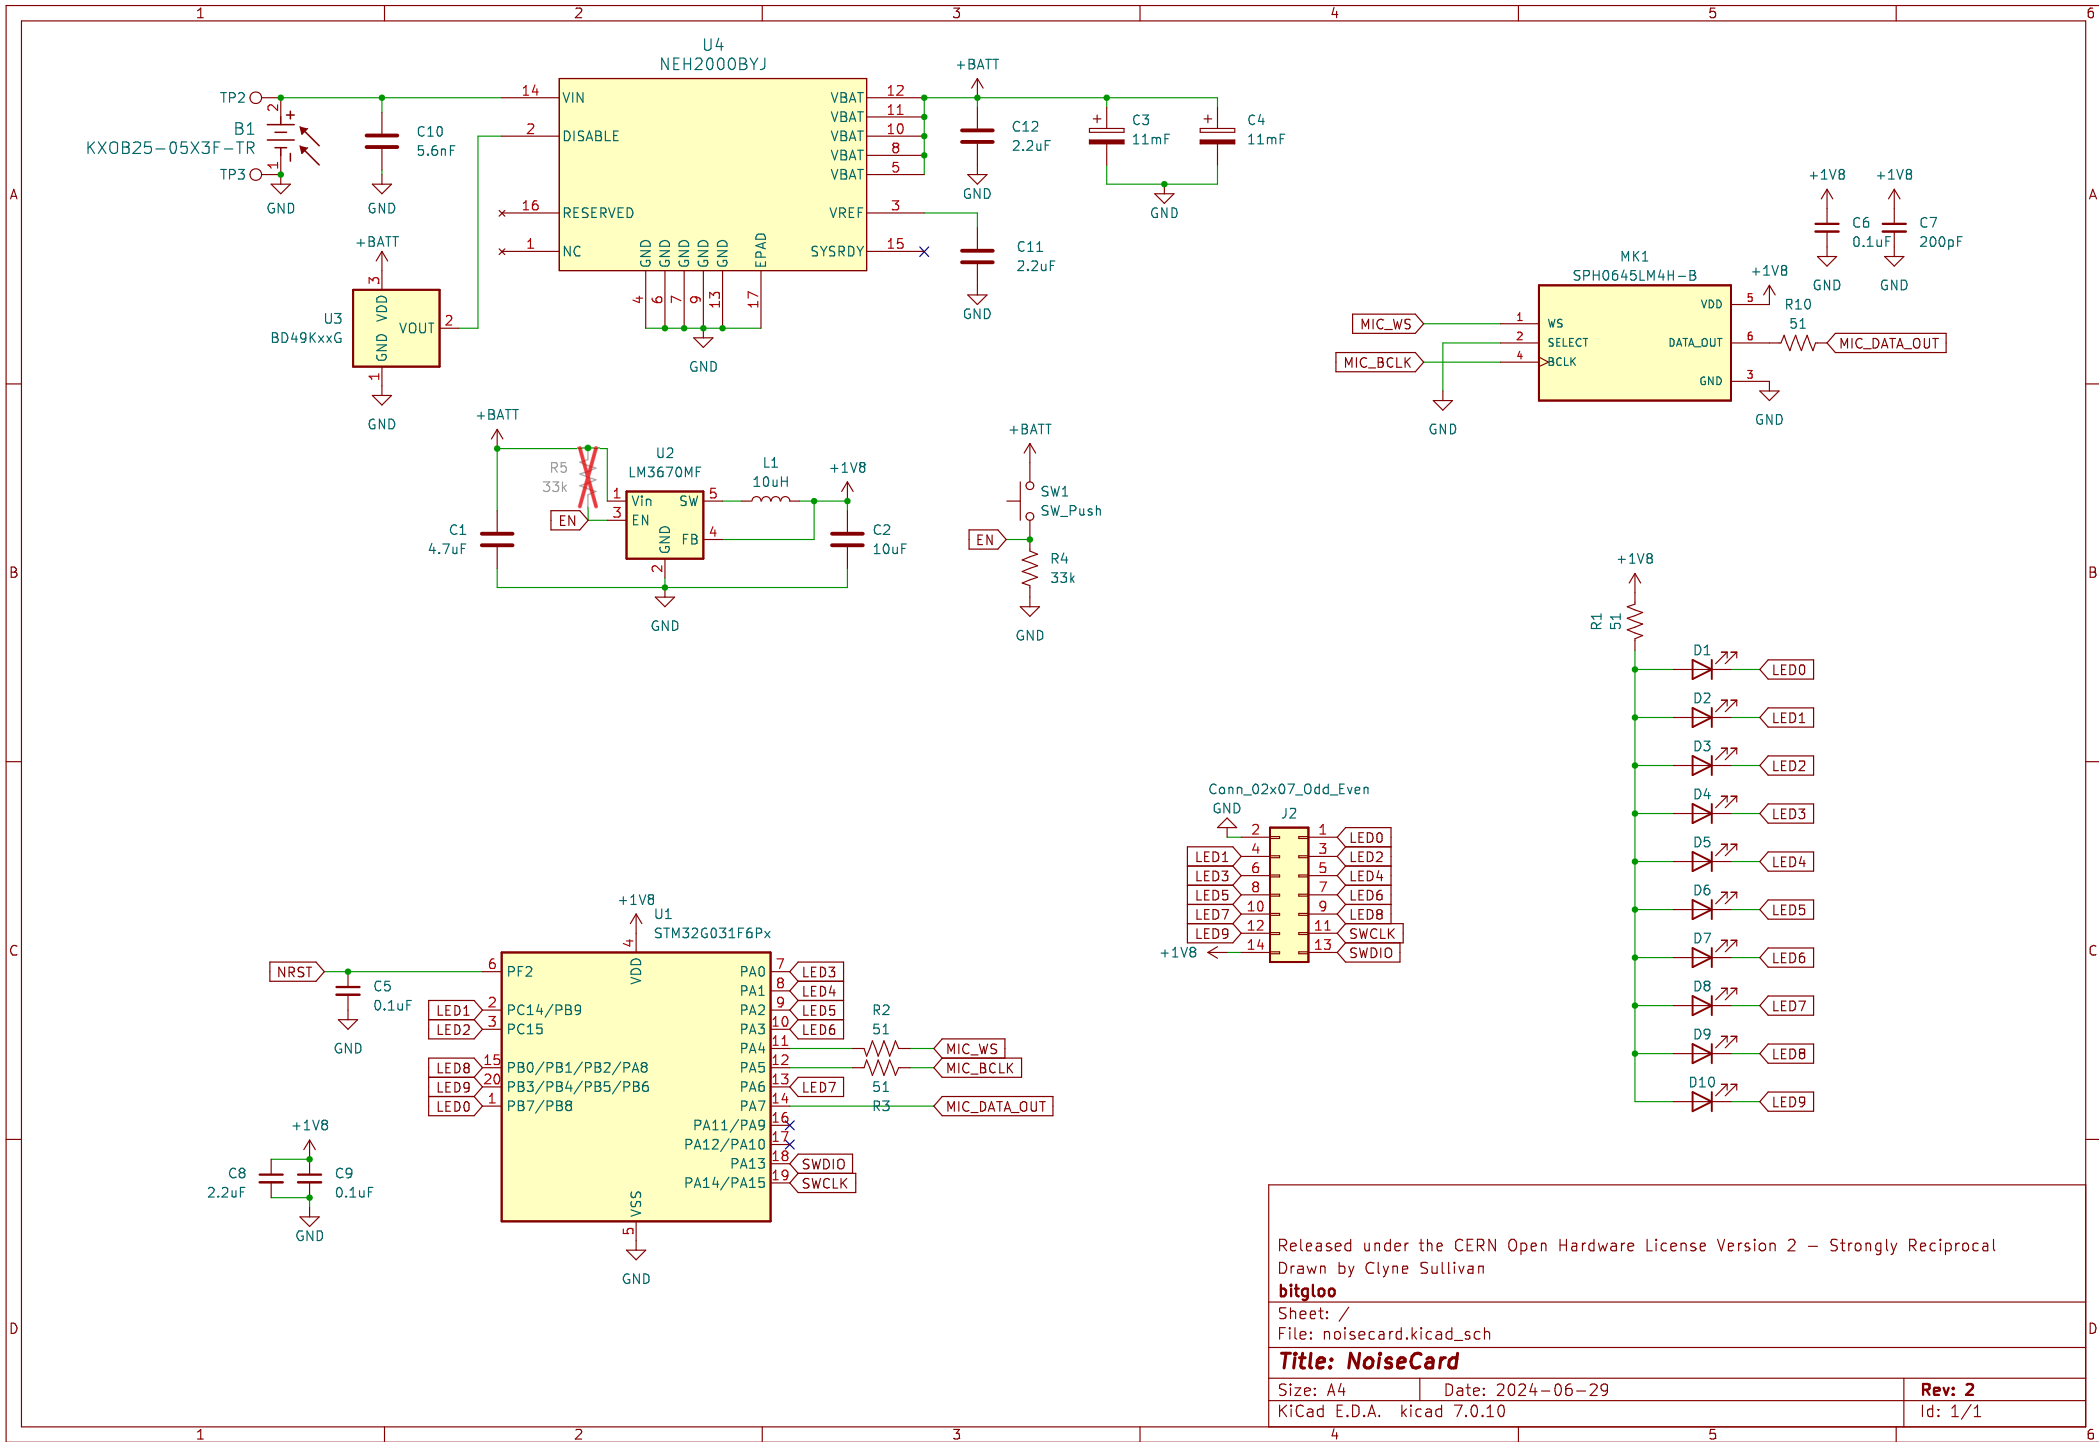 1 2 3 4 5 6
A
B
C
D
A
B
C
D
1 2 3 4 5 6
U4
NEH2000BYJ
14 VIN
2 DISABLE
16 RESERVED
1 NC
VBAT 12
VBAT 11
VBAT 10
VBAT 8
VBAT 5
VREF 3
SYSRDY 15
GND GND GND GND GND EPAD
4 6 7 9 13 17
GND
TP2
2
+
B1
KXOB25-05X3F-TR
-
1
TP3
GND
C10
5.6nF
GND
+BATT
C12
2.2uF
GND
+
C3
11mF
+
C4
11mF
GND
C11
2.2uF
GND
+BATT
3
VDD
U3
BD49KxxG
VOUT 2
GND
1
GND
+BATT
R5
33k
EN
U2
LM3670MF
1 Vin
3 EN
SW 5
FB 4
GND
2
L1
10uH
+1V8
C1
4.7uF
C2
10uF
GND
+BATT
SW1
SW_Push
EN
R4
33k
GND
+1V8
C6
0.1uF
GND
+1V8
C7
200pF
GND
MK1
SPH0645LM4H-B
MIC_WS
MIC_BCLK
1 WS
2 SELECT
4 BCLK
VDD 5
DATA_OUT 6
GND 3
+1V8
R10
51
MIC_DATA_OUT
GND
GND
+1V8
R1
51
D1
LED0
D2
LED1
D3
LED2
D4
LED3
D5
LED4
D6
LED5
D7
LED6
D8
LED7
D9
LED8
D10
LED9
Conn_02x07_Odd_Even
GND
J2
2 1 LED0
LED1 4 3 LED2
LED3 6 5 LED4
LED5 8 7 LED6
LED7 10 9 LED8
LED9 12 11 SWCLK
+1V8 14 13 SWDIO
+1V8
U1
STM32G031F6Px
4
VDD
NRST
6 PF2
C5
0.1uF
GND
LED1 2 PC14/PB9
LED2 3 PC15
LED8 15 PB0/PB1/PB2/PA8
LED9 20 PB3/PB4/PB5/PB6
LED0 1 PB7/PB8
PA0 7 LED3
PA1 8 LED4
PA2 9 LED5
PA3 10 LED6
PA4 11
PA5 12
PA6 13 LED7
PA7 14
PA11/PA9 16
PA12/PA10 17
PA13 18 SWDIO
PA14/PA15 19 SWCLK
R2
51
MIC_WS
MIC_BCLK
51
R3
MIC_DATA_OUT
VSS
5
GND
+1V8
C8
2.2uF
C9
0.1uF
GND
Released under the CERN Open Hardware License Version 2 - Strongly Reciprocal
Drawn by Clyne Sullivan
bitgloo
Sheet: /
File: noisecard.kicad_sch
Title: NoiseCard
Size: A4 Date: 2024-06-29 Rev: 2
KiCad E.D.A. kicad 7.0.10 Id: 1/1